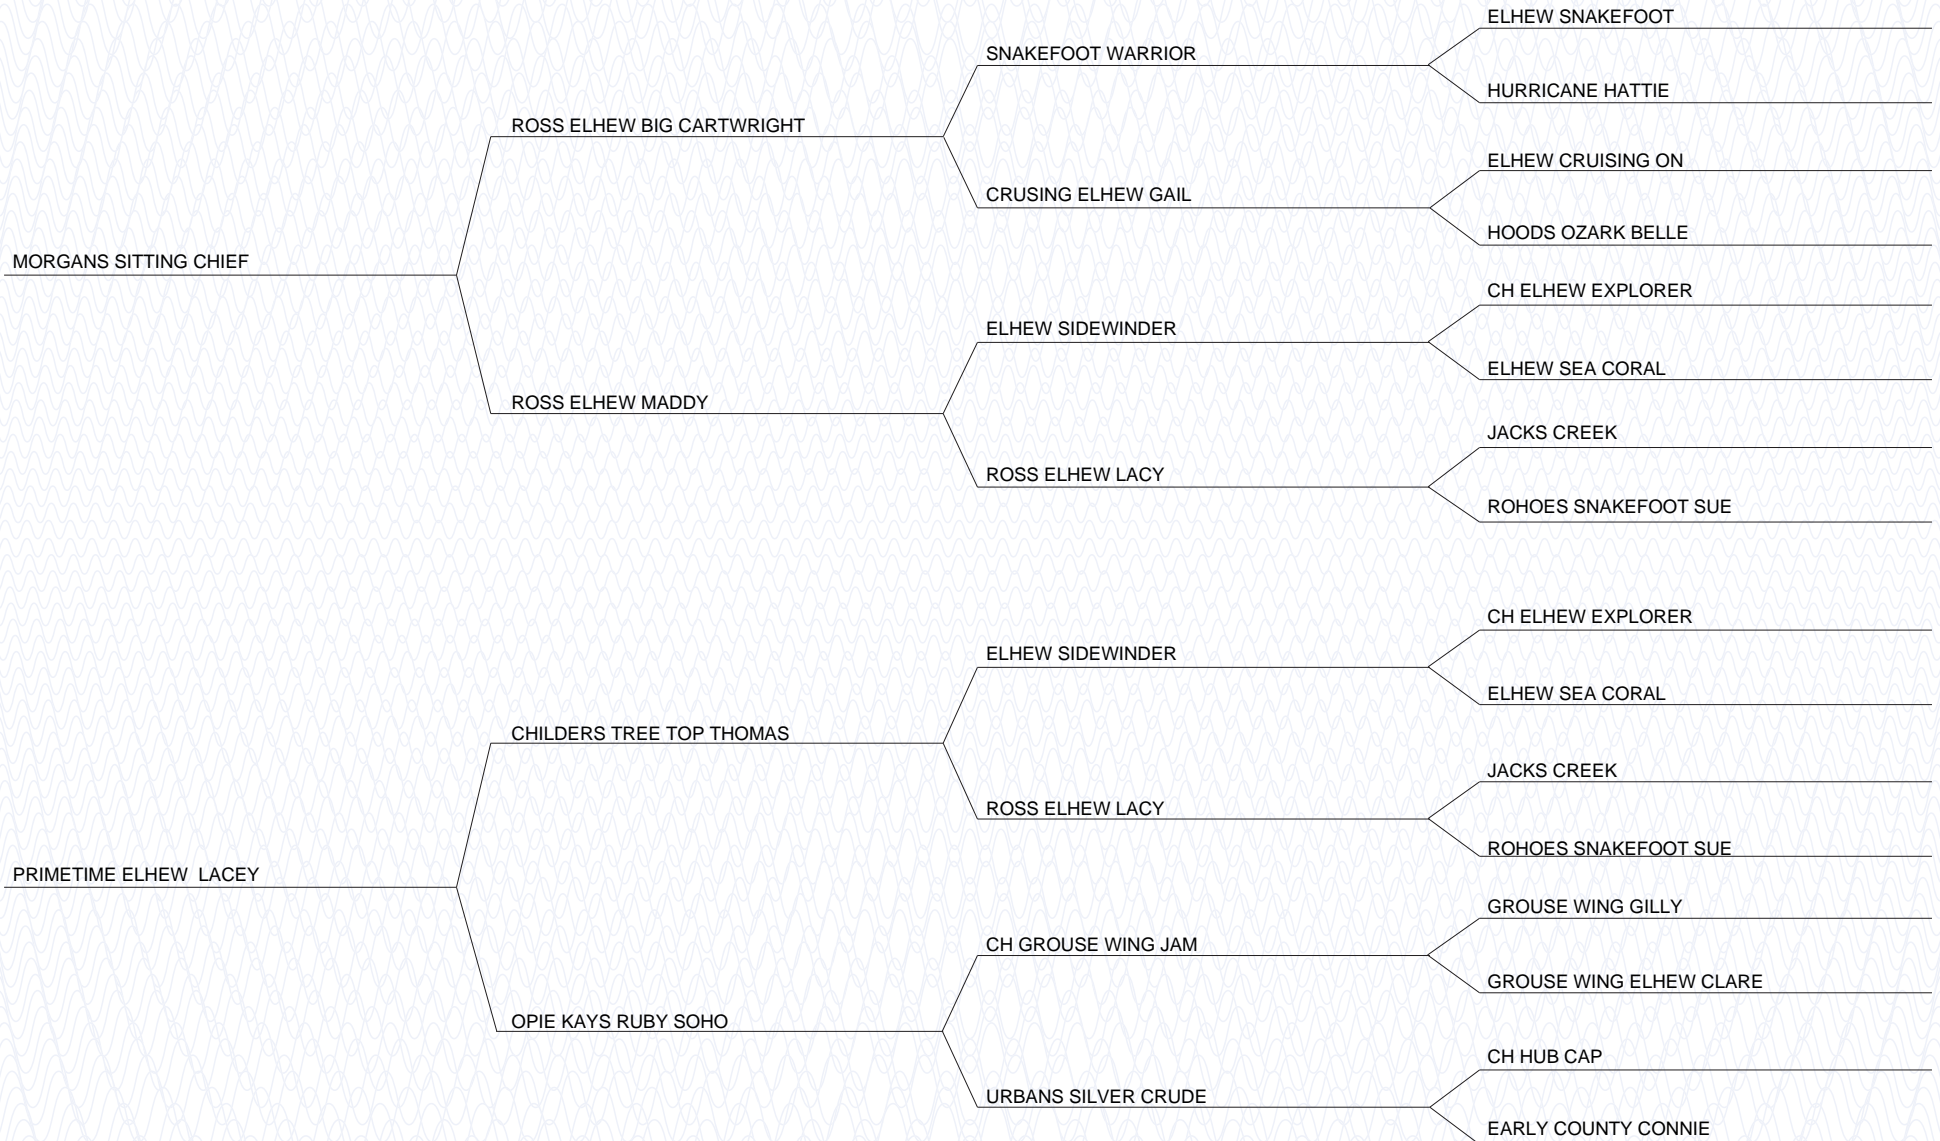 ELHEW SNAKEFOOT
SNAKEFOOT WARRIOR
HURRICANE HATTIE
ROSS ELHEW BIG CARTWRIGHT
ELHEW CRUISING ON
CRUSING ELHEW GAIL
HOODS OZARK BELLE
MORGANS SITTING CHIEF
CH ELHEW EXPLORER
ELHEW SIDEWINDER
ELHEW SEA CORAL
ROSS ELHEW MADDY
JACKS CREEK
ROSS ELHEW LACY
ROHOES SNAKEFOOT SUE
CH ELHEW EXPLORER
ELHEW SIDEWINDER
ELHEW SEA CORAL
CHILDERS TREE TOP THOMAS
JACKS CREEK
ROSS ELHEW LACY
ROHOES SNAKEFOOT SUE
PRIMETIME ELHEW  LACEY
GROUSE WING GILLY
CH GROUSE WING JAM
GROUSE WING ELHEW CLARE
OPIE KAYS RUBY SOHO
CH HUB CAP
URBANS SILVER CRUDE
EARLY COUNTY CONNIE